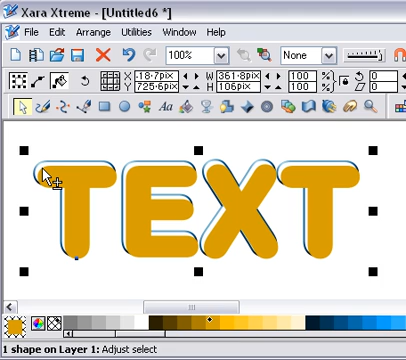 Xara Xtreme - [Untitled6 *]
File Edit Arrange Utilities Window
100% None
X -18·7pix W 361·8pix 100 0
Y 725·6pix H 106pix 100 0
Aa
TEXT
1 shape on Layer 1: Adjust select